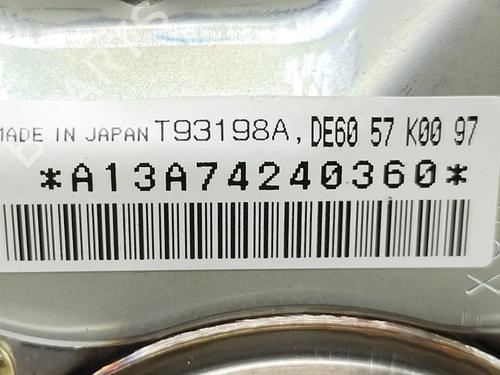 MADE IN JAPAN T93198A, DE60 57 K00 97
*A13A74240360*